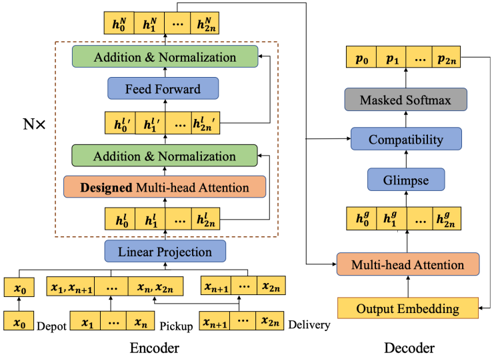 h_0^N h_1^N ... h_{2n}^N
Addition & Normalization
Feed Forward
h_0^{l'} h_1^{l'} ... h_{2n}^{l'}
N×
Addition & Normalization
Designed Multi-head Attention
h_0^l h_1^l ... h_{2n}^l
Linear Projection
x_0 x_1, x_{n+1} ... x_n, x_{2n} x_{n+1} ... x_{2n}
x_0 Depot x_1 ... x_n Pickup x_{n+1} ... x_{2n} Delivery
Encoder
p_0 p_1 ... p_{2n}
Masked Softmax
Compatibility
Glimpse
h_0^g h_1^g ... h_{2n}^g
Multi-head Attention
Output Embedding
Decoder